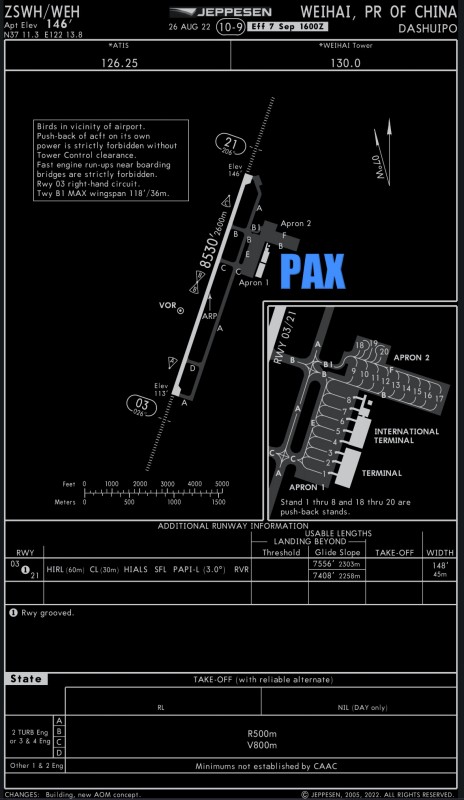 ZSWH/WEH
JEPPESEN
WEIHAI, PR OF CHINA
Apt Elev 146'
N37 11.3 E122 13.8
26 AUG 22
10-9
Eff 7 Sep 1600Z
DASHUIPO
*ATIS
*WEIHAI Tower
126.25
130.0
Birds in vicinity of airport.
Push-back of acft on its own
power is strictly forbidden without
Tower Control clearance.
Fast engine run-ups near boarding
bridges are strictly forbidden.
Rwy 03 right-hand circuit.
Twy B1 MAX wingspan 118'/36m.
21
206°
Elev
146'
A
8530' 2600m
Apron 2
B
B1
F
B
B
E
C
C
Apron 1
PAX
VOR
ARP
A
D
Elev
113'
A
03
026°
Feet 0 1000 2000 3000 4000 5000
Meters 0 500 1000 1500
RWY 03/21
18 19 20
APRON 2
A
B
B1
F
B
9 10 11 12 13 14 15 16 17
8
7
6
E
5
4
3
2
1
A
C
C
A
INTERNATIONAL
TERMINAL
TERMINAL
APRON 1
Stand 1 thru 8 and 18 thru 20 are
push-back stands.
ADDITIONAL RUNWAY INFORMATION
USABLE LENGTHS
LANDING BEYOND
RWY
Threshold
Glide Slope
TAKE-OFF
WIDTH
03
1
21
HIRL (60m) CL (30m) HIALS SFL PAPI-L (3.0°) RVR
7556' 2303m
7408' 2258m
148'
45m
1 Rwy grooved.
State
TAKE-OFF (with reliable alternate)
RL
NIL (DAY only)
2 TURB Eng
or 3 & 4 Eng
A
B
C
D
R500m
V800m
Other 1 & 2 Eng
Minimums not established by CAAC
CHANGES: Building, new AOM concept.
© JEPPESEN, 2005, 2022. ALL RIGHTS RESERVED.